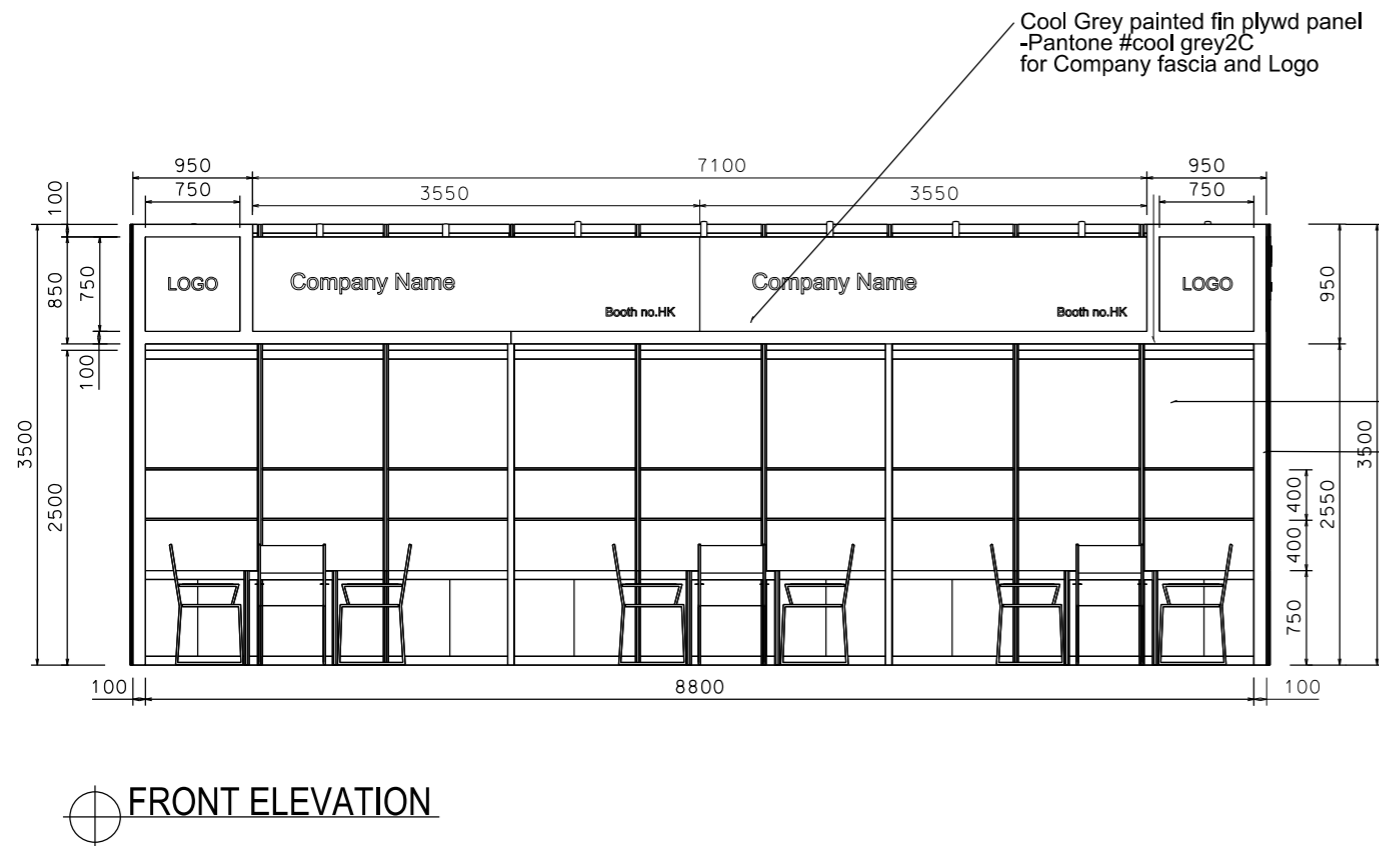 Cool Grey painted fin plywd panel
-Pantone #cool grey2C
for Company fascia and Logo
950 7100 950
750 3550 3550 750
100
LOGO Company Name Company Name LOGO
Booth no.HK Booth no.HK
850 750 950
100
3500 2500 3500 2550
400
400
750
100 8800 100
FRONT ELEVATION